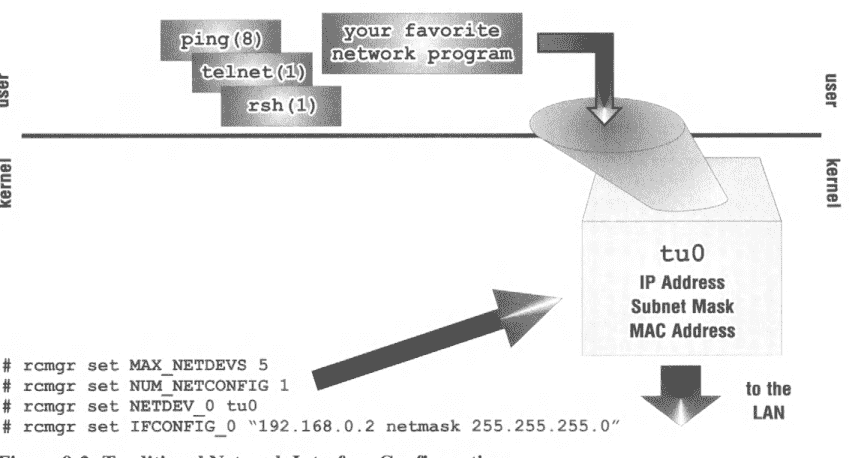 ping(8)
your favorite
network program
telnet(1)
rsh(1)
user
user
kernel
kernel
tu0
IP Address
Subnet Mask
MAC Address
# rcmgr set MAX_NETDEVS 5
# rcmgr set NUM_NETCONFIG 1
# rcmgr set NETDEV_0 tu0
# rcmgr set IFCONFIG_0 “192.168.0.2 netmask 255.255.255.0”
to the
LAN